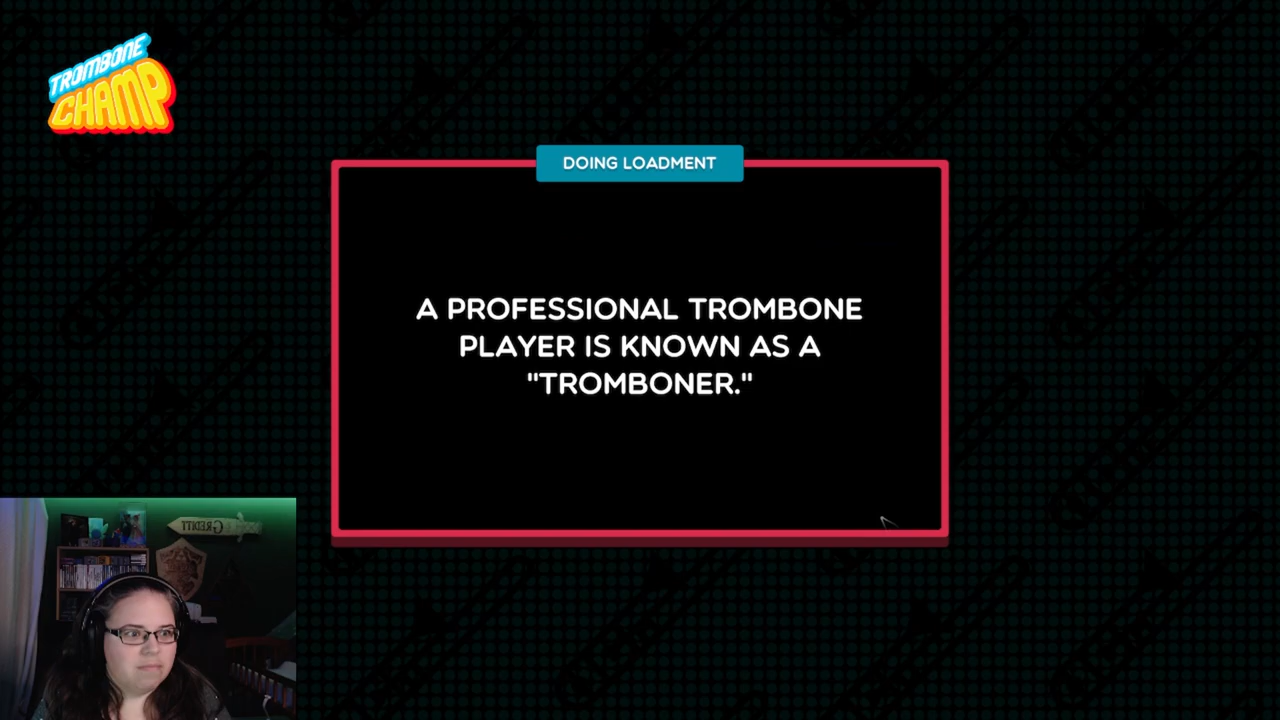 TROMBONE
CHAMP
DOING LOADMENT
A PROFESSIONAL TROMBONE
PLAYER IS KNOWN AS A
"TROMBONER."